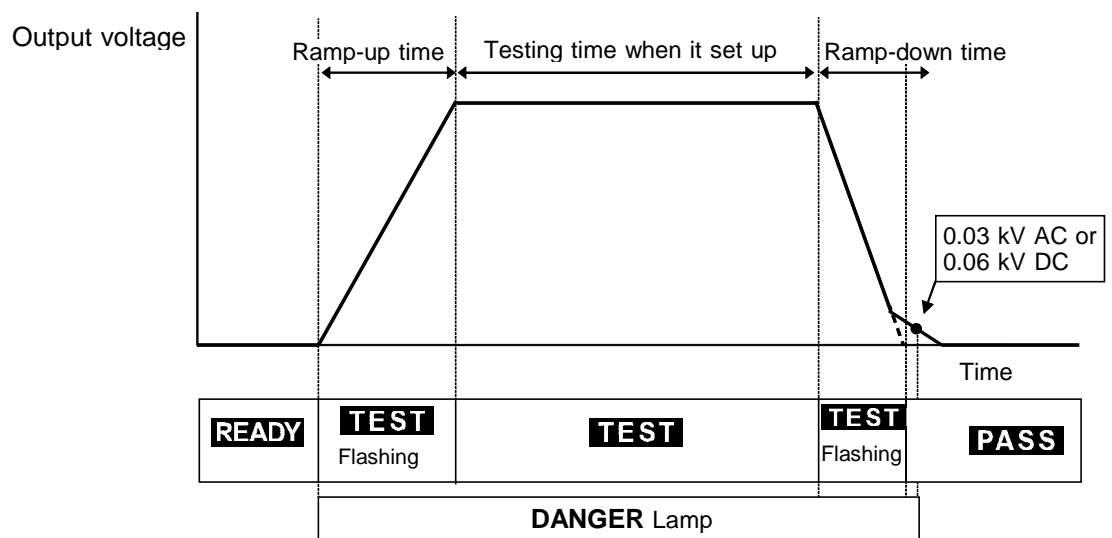 Output voltage
Ramp-up time
Testing time when it set up
Ramp-down time
0.03 kV AC or
0.06 kV DC
Time
READY
TEST
Flashing
TEST
TEST
Flashing
PASS
DANGER Lamp